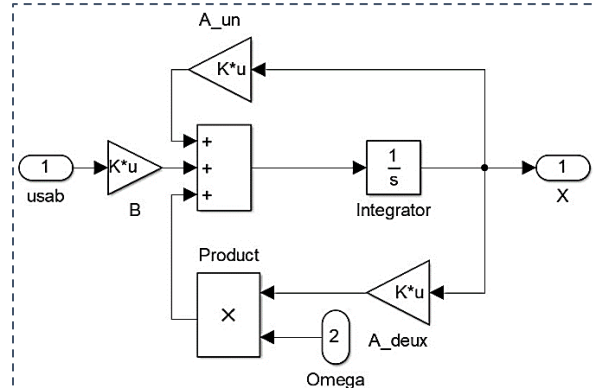 A_un
K*u
+
1
K*u
+
1
s
1
+
usab
B
Integrator
X
Product
K*u
×
2
A_deux
Omega